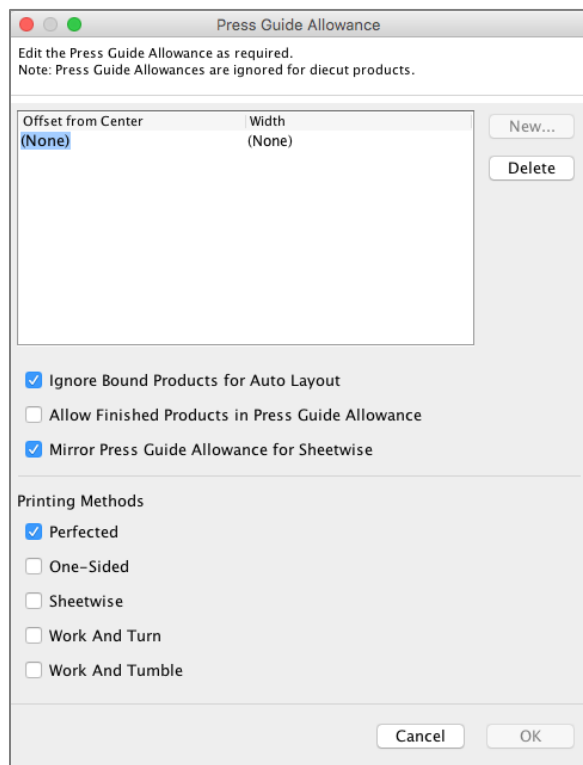 Press Guide Allowance
Edit the Press Guide Allowance as required.
Note: Press Guide Allowances are ignored for diecut products.
Offset from Center Width
(None) (None)
New...
Delete
Ignore Bound Products for Auto Layout
Allow Finished Products in Press Guide Allowance
Mirror Press Guide Allowance for Sheetwise
Printing Methods
Perfected
One-Sided
Sheetwise
Work And Turn
Work And Tumble
Cancel OK